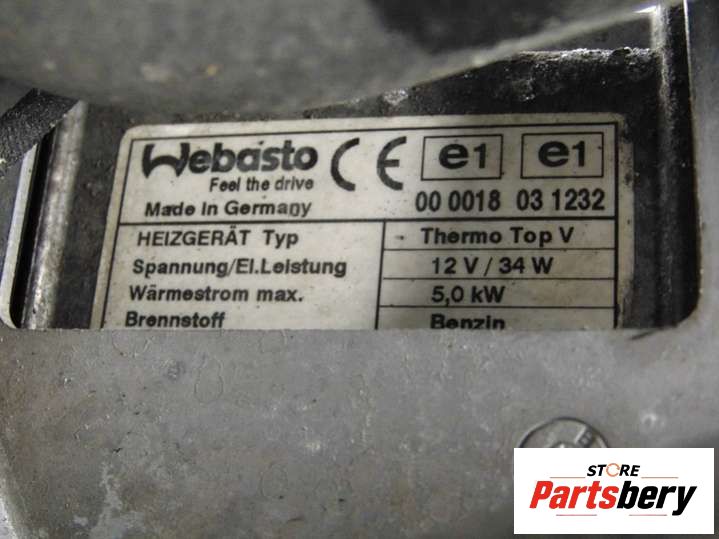 Webasto
Feel the drive
Made in Germany
CE
e1 e1
00 0018 03 1232
HEIZGERÄT Typ Thermo Top V
Spannung/El.Leistung 12 V / 34 W
Wärmestrom max. 5,0 kW
Brennstoff Benzin
STORE
Partsbery